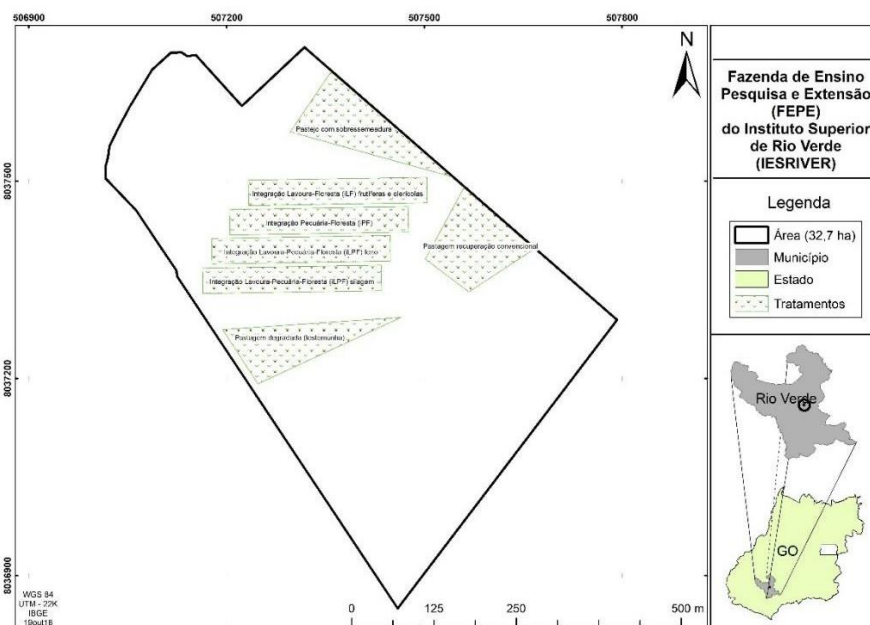 506900
507200
507500
507800
8037500
8037200
8036900
N
Pastejo com sobressemeadura
Integração Lavoura-Floresta (iLF) frutíferas e olerícolas
Integração Pecuária-Floresta (iPF)
Integração Lavoura-Pecuária-Floresta (iLPF) feno
Integração Lavoura-Pecuária-Floresta (iLPF) silagem
Pastagem recuperação convencional
Pastagem degradada (testemunha)
WGS 84
UTM - 22K
IBGE
19out18
0
125
250
500 m
Fazenda de Ensino
Pesquisa e Extensão
(FEPE)
do Instituto Superior
de Rio Verde
(IESRIVER)
Legenda
Área (32,7 ha)
Município
Estado
Tratamentos
Rio Verde
GO